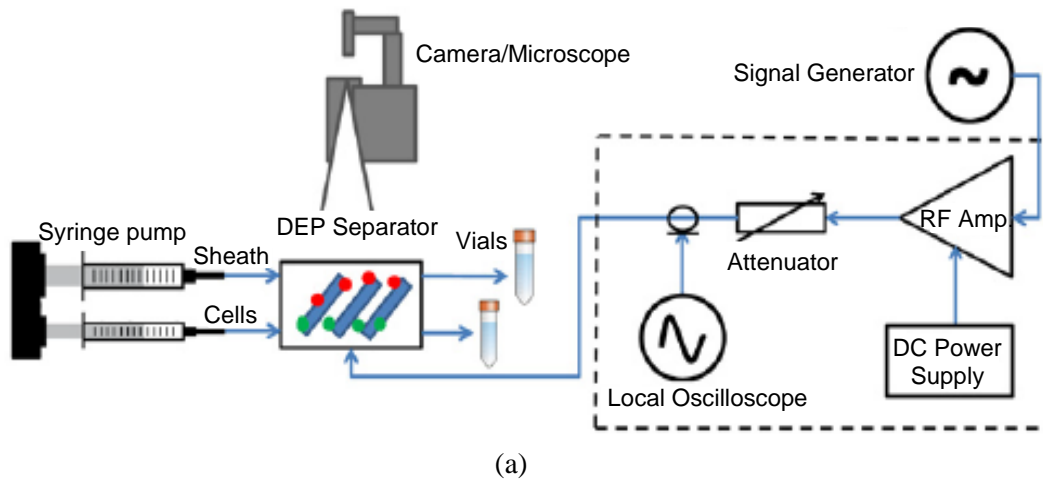 Camera/Microscope
Signal Generator
DEP Separator
Syringe pump
Vials
Sheath
Cells
RF Amp.
Attenuator
DC Power
Supply
Local Oscilloscope
(a)